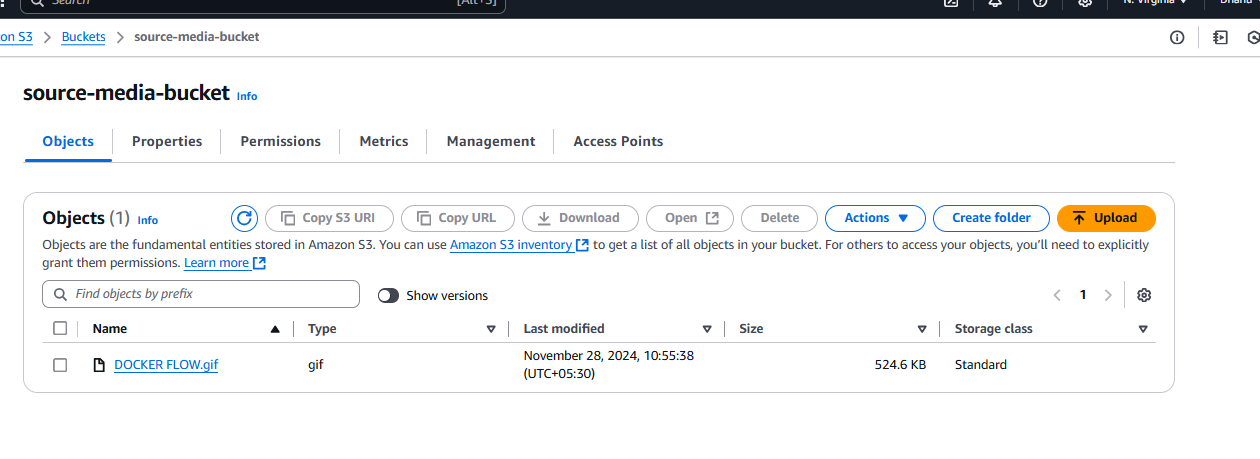 Search [Alt+S] N. Virginia
on S3 Buckets source-media-bucket
source-media-bucket Info
Objects Properties Permissions Metrics Management Access Points
Objects (1) Info Copy S3 URI Copy URL Download Open Delete Actions Create folder Upload
Objects are the fundamental entities stored in Amazon S3. You can use Amazon S3 inventory to get a list of all objects in your bucket. For others to access your objects, you'll need to explicitly
grant them permissions. Learn more
Find objects by prefix Show versions 1
Name Type Last modified Size Storage class
DOCKER FLOW.gif gif November 28, 2024, 10:55:38 524.6 KB Standard
(UTC+05:30)